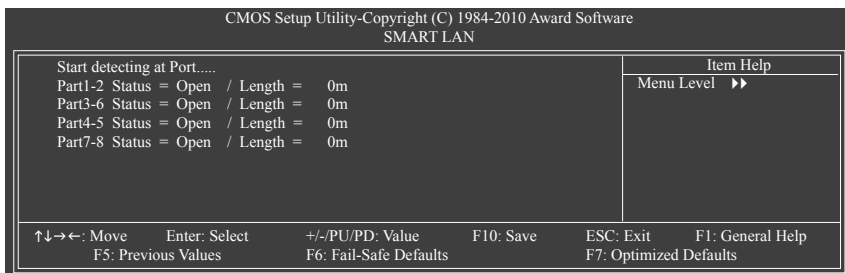 CMOS Setup Utility-Copyright (C) 1984-2010 Award Software
SMART LAN
Start detecting at Port.....
Part1-2 Status = Open / Length = 0m
Part3-6 Status = Open / Length = 0m
Part4-5 Status = Open / Length = 0m
Part7-8 Status = Open / Length = 0m
Item Help
Menu Level ▶▶
↑↓→←: Move Enter: Select +/-/PU/PD: Value F10: Save ESC: Exit F1: General Help
F5: Previous Values F6: Fail-Safe Defaults F7: Optimized Defaults